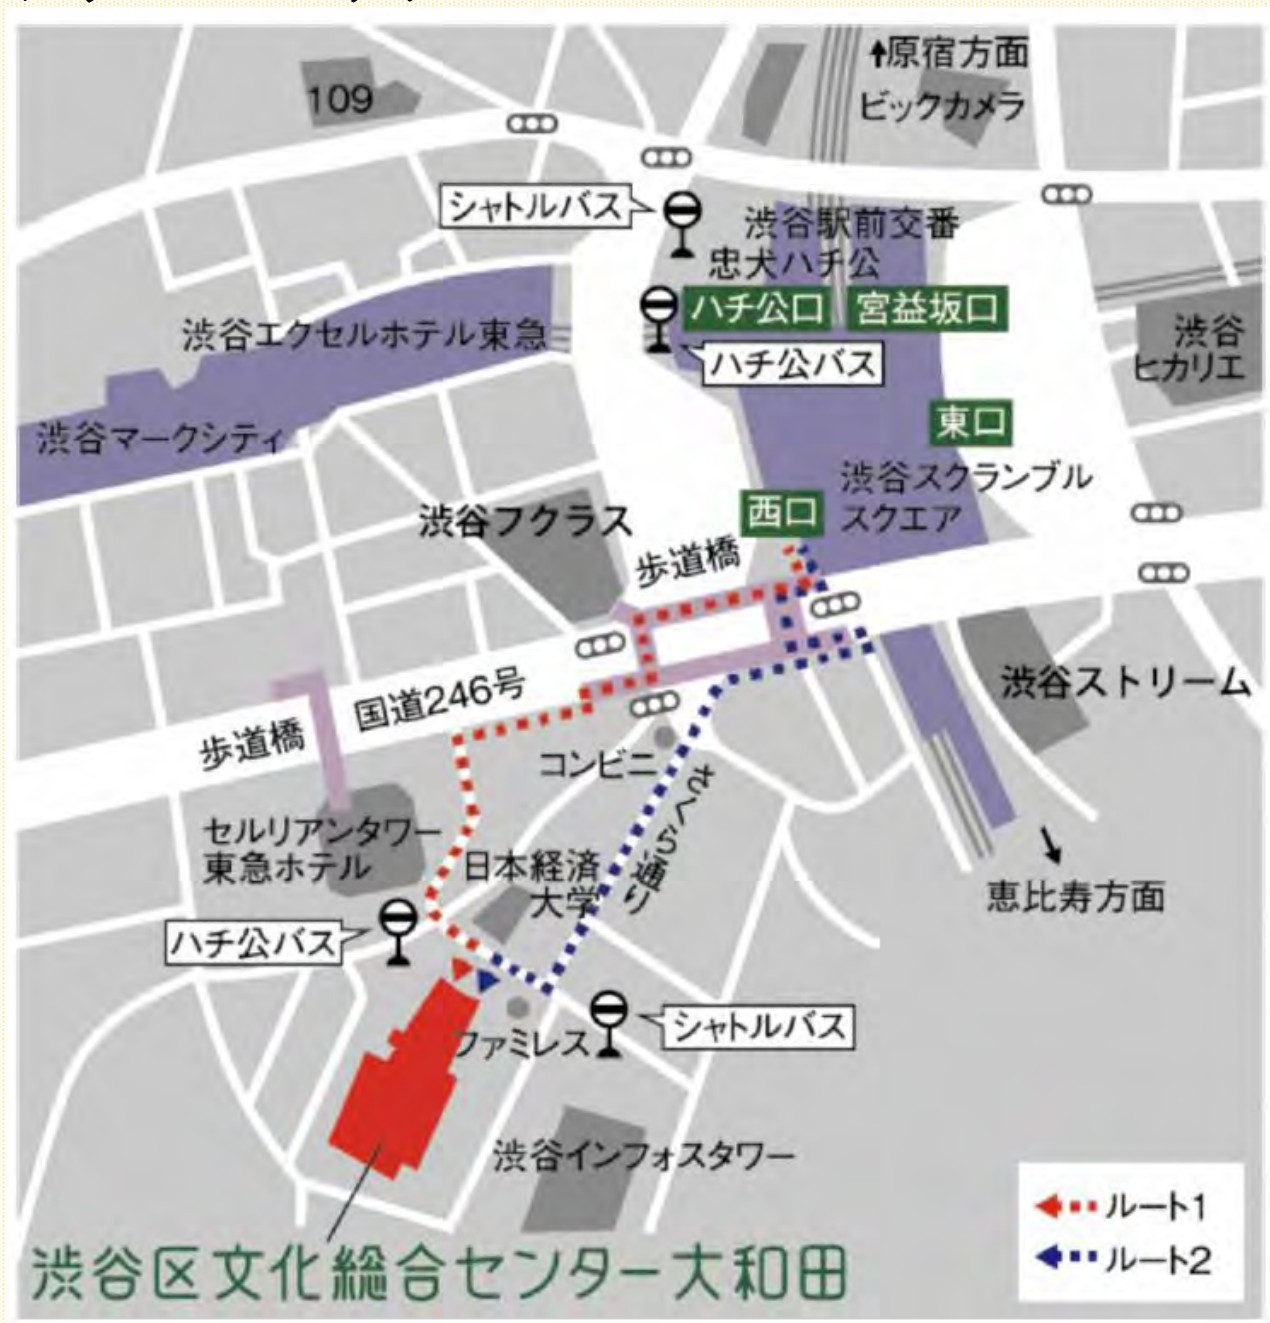 ↑原宿方面
ビックカメラ
109
シャトルバス
渋谷駅前交番
忠犬ハチ公
ハチ公口
宮益坂口
渋谷エクセルホテル東急
ハチ公バス
渋谷
ヒカリエ
渋谷マークシティ
東口
渋谷スクランブル
スクエア
渋谷フクラス
西口
歩道橋
国道246号
渋谷ストリーム
歩道橋
コンビニ
さくら通り
セルリアンタワー
東急ホテル
日本経済
大学
恵比寿方面
ハチ公バス
ファミレス
シャトルバス
渋谷インフォスタワー
渋谷区文化総合センター大和田
ルート1
ルート2